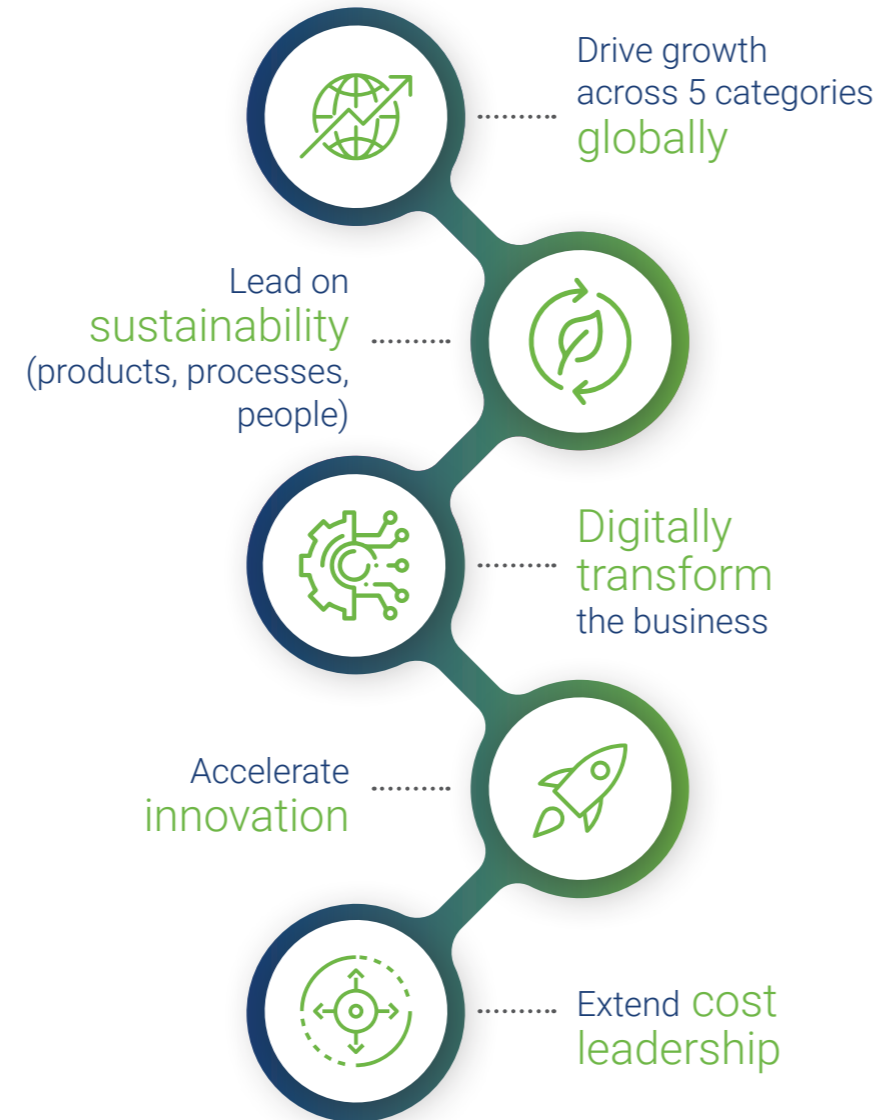 Drive growth
across 5 categories
globally
Lead on
sustainability
(products, processes,
people)
Digitally
transform
the business
Accelerate
innovation
Extend cost
leadership